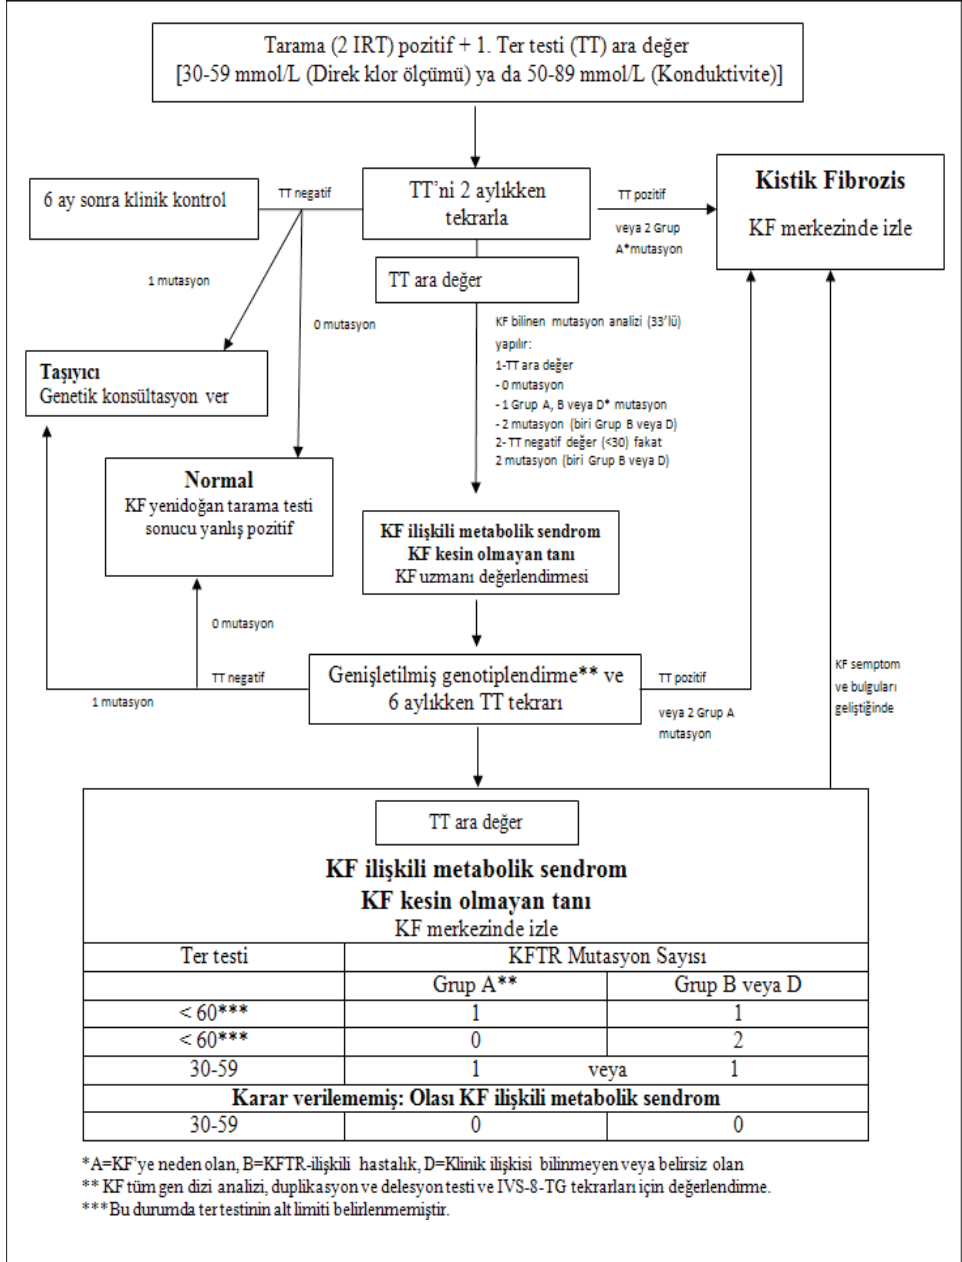 Tarama (2 IRT) pozitif + 1. Ter testi (TT) ara değer
[30-59 mmol/L (Direk klor ölçümü) ya da 50-89 mmol/L (Konduktivite)]
6 ay sonra klinik kontrol
TT negatif
TT'ni 2 aylıkken
tekrarla
TT pozitif
veya 2 Grup
A*mutasyon
Kistik Fibrozis
KF merkezinde izle
TT ara değer
1 mutasyon
0 mutasyon
KF bilinen mutasyon analizi (33'lü)
yapılır:
1-TT ara değer
- 0 mutasyon
- 1 Grup A, B veya D* mutasyon
- 2 mutasyon (biri Grup B veya D)
2- TT negatif değer (<30) fakat
2 mutasyon (biri Grup B veya D)
Taşıyıcı
Genetik konsültasyon ver
Normal
KF yenidoğan tarama testi
sonucu yanlış pozitif
KF ilişkili metabolik sendrom
KF kesin olmayan tanı
KF uzmanı değerlendirmesi
0 mutasyon
TT negatif
1 mutasyon
Genişletilmiş genotiplendirme** ve
6 aylıkken TT tekrarı
TT pozitif
veya 2 Grup A
mutasyon
KF semptom
ve bulguları
geliştiğinde
TT ara değer
KF ilişkili metabolik sendrom
KF kesin olmayan tanı
KF merkezinde izle
Ter testi KFTR Mutasyon Sayısı
Grup A** Grup B veya D
< 60*** 1 1
< 60*** 0 2
30-59 1 veya 1
Karar verilememiş: Olası KF ilişkili metabolik sendrom
30-59 0 0
*A=KF'ye neden olan, B=KFTR-ilişkili hastalık, D=Klinik ilişkisi bilinmeyen veya belirsiz olan
** KF tüm gen dizi analizi, duplikasyon ve delesyon testi ve IVS-8-TG tekrarları için değerlendirme.
***Bu durumda ter testinin alt limiti belirlenmemiştir.